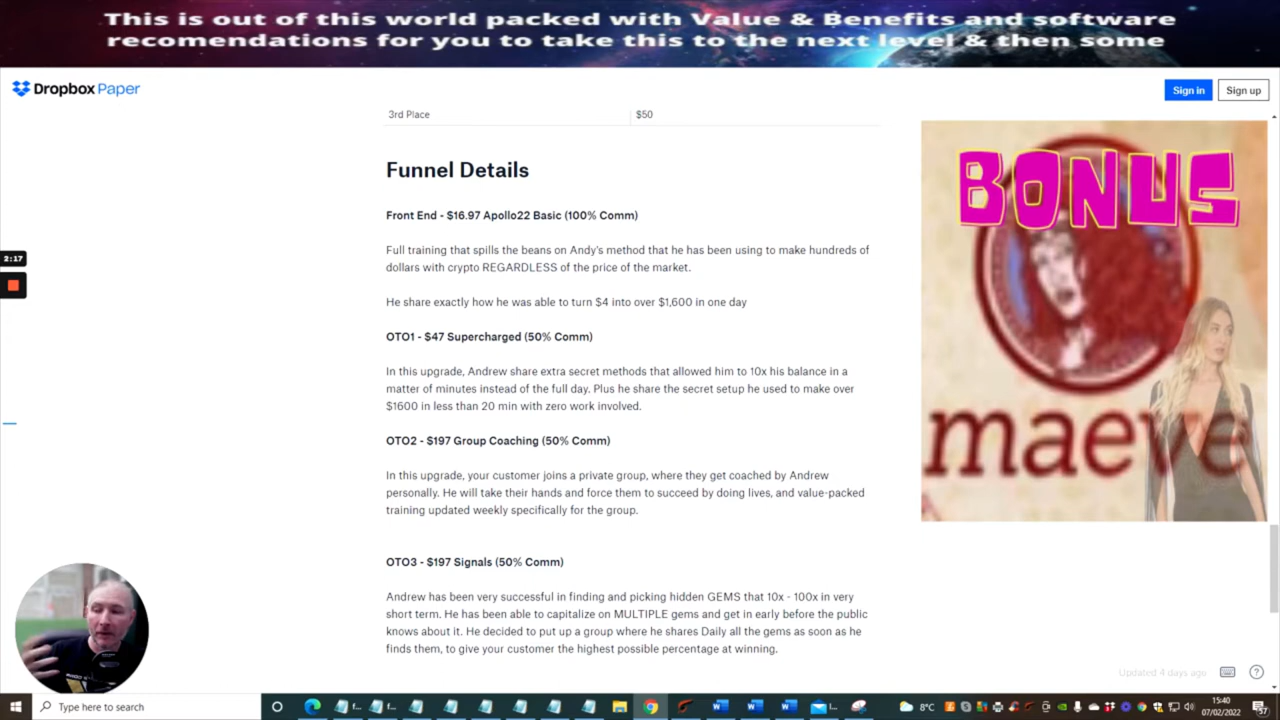 This is out of this world packed with Value & Benefits and software
recomendations for you to take this to the next level & then some
Dropbox Paper
Sign in
Sign up
3rd Place
$50
Funnel Details
BONUS
Front End - $16.97 Apollo22 Basic (100% Comm)
Full training that spills the beans on Andy's method that he has been using to make hundreds of
dollars with crypto REGARDLESS of the price of the market.
2:17
He share exactly how he was able to turn $4 into over $1,600 in one day
OTO1 - $47 Supercharged (50% Comm)
In this upgrade, Andrew share extra secret methods that allowed him to 10x his balance in a
matter of minutes instead of the full day. Plus he share the secret setup he used to make over
$1600 in less than 20 min with zero work involved.
maeve
OTO2 - $197 Group Coaching (50% Comm)
In this upgrade, your customer joins a private group, where they get coached by Andrew
personally. He will take their hands and force them to succeed by doing lives, and value-packed
training updated weekly specifically for the group.
OTO3 - $197 Signals (50% Comm)
Andrew has been very successful in finding and picking hidden GEMS that 10x - 100x in very
short term. He has been able to capitalize on MULTIPLE gems and get in early before the public
knows about it. He decided to put up a group where he shares Daily all the gems as soon as he
finds them, to give your customer the highest possible percentage at winning.
Updated 4 days ago
Type here to search
8°C
15:40
07/02/2022